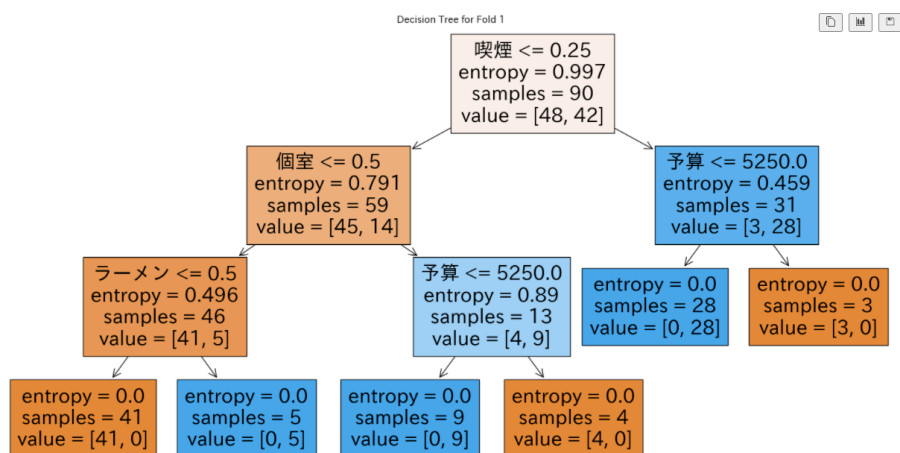 Decision Tree for Fold 1
喫煙 <= 0.25
entropy = 0.997
samples = 90
value = [48, 42]
個室 <= 0.5
entropy = 0.791
samples = 59
value = [45, 14]
予算 <= 5250.0
entropy = 0.459
samples = 31
value = [3, 28]
ラーメン <= 0.5
entropy = 0.496
samples = 46
value = [41, 5]
予算 <= 5250.0
entropy = 0.89
samples = 13
value = [4, 9]
entropy = 0.0
samples = 28
value = [0, 28]
entropy = 0.0
samples = 3
value = [3, 0]
entropy = 0.0
samples = 41
value = [41, 0]
entropy = 0.0
samples = 5
value = [0, 5]
entropy = 0.0
samples = 9
value = [0, 9]
entropy = 0.0
samples = 4
value = [4, 0]